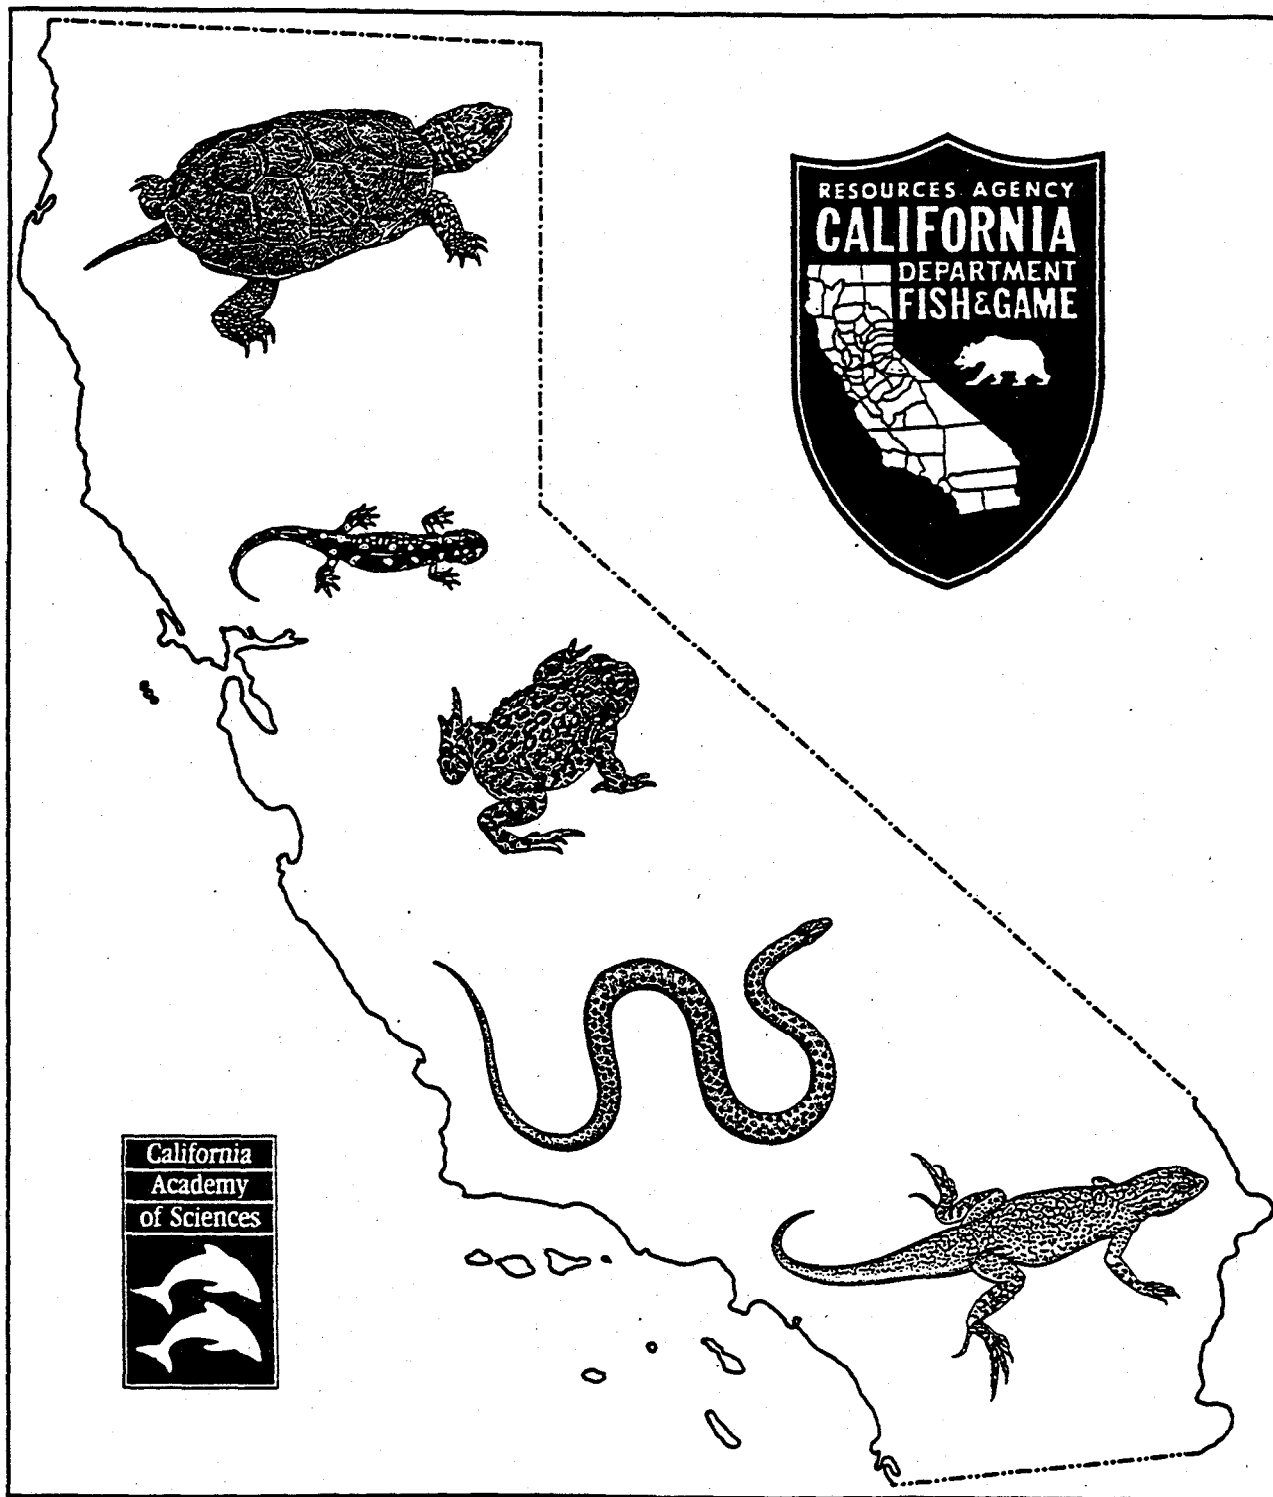 RESOURCES AGENCY
CALIFORNIA
DEPARTMENT
FISH & GAME
California
Academy
of Sciences